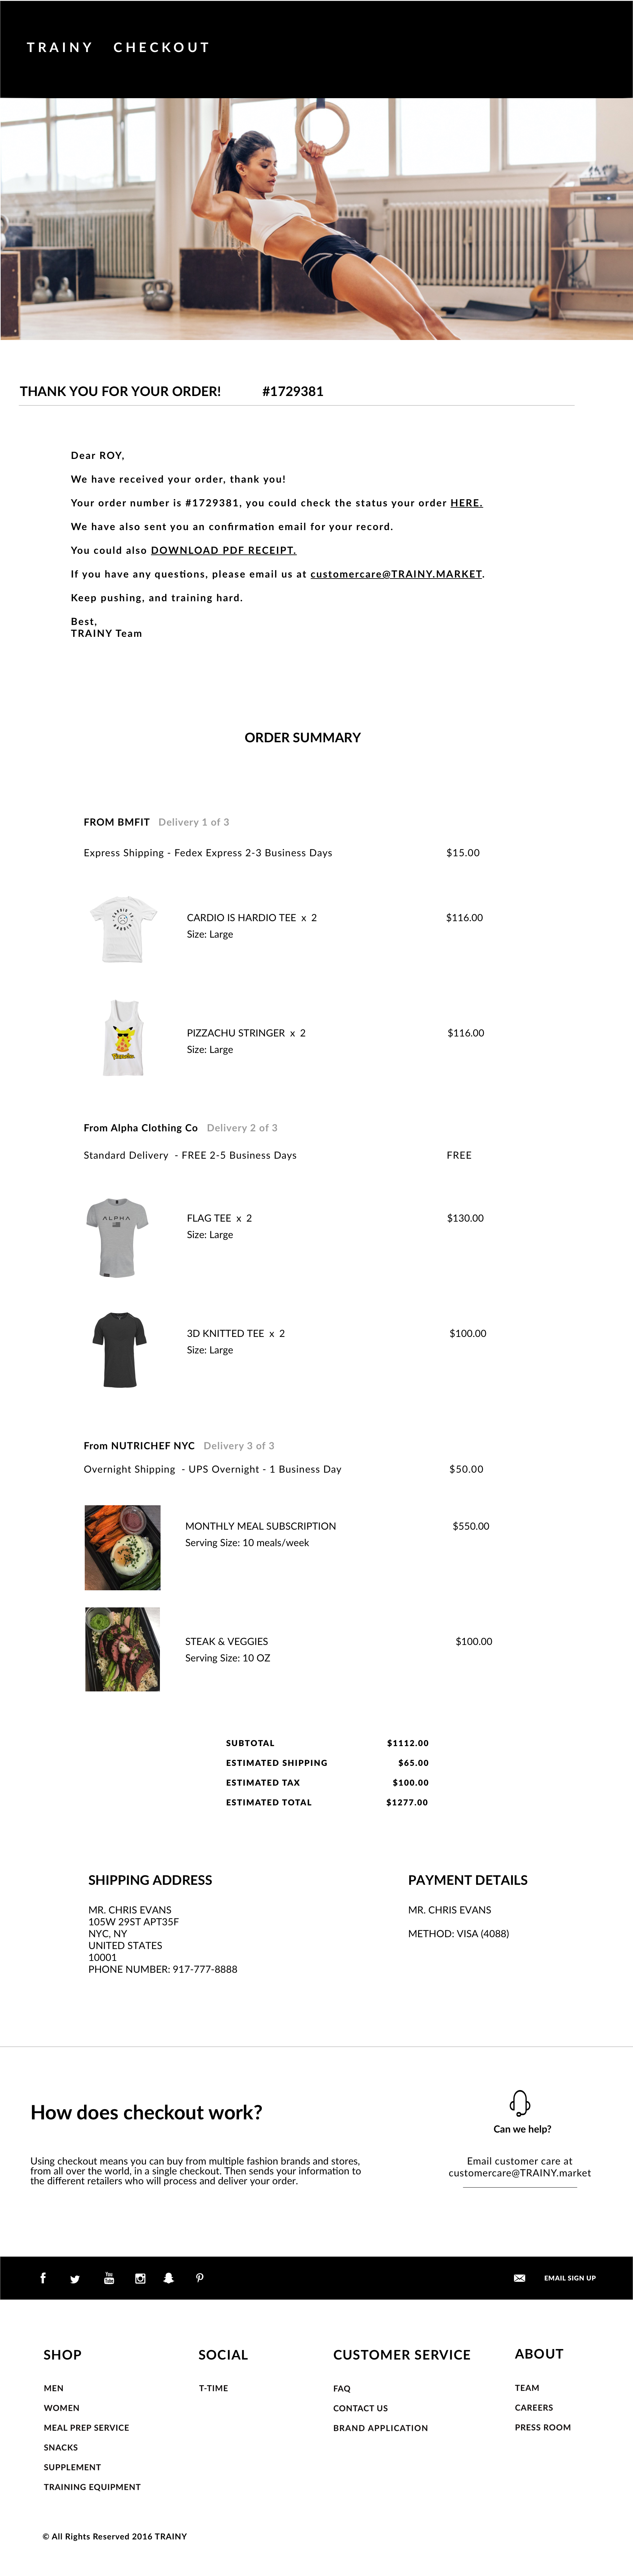 TRAINY CHECKOUT
THANK YOU FOR YOUR ORDER! #1729381
Dear ROY,
We have received your order, thank you!
Your order number is #1729381, you could check the status your order HERE.
We have also sent you an confirmation email for your record.
You could also DOWNLOAD PDF RECEIPT.
If you have any questions, please email us at customercare@TRAINY.MARKET.
Keep pushing, and training hard.
Best,
TRAINY Team
ORDER SUMMARY
FROM BMFIT Delivery 1 of 3
Express Shipping - Fedex Express 2-3 Business Days $15.00
CARDIO IS HARDIO
CARDIO IS HARDIO TEE x 2 $116.00
Size: Large
PIZZACHU STRINGER x 2 $116.00
Size: Large
From Alpha Clothing Co Delivery 2 of 3
Standard Delivery - FREE 2-5 Business Days FREE
ALPHA
FLAG TEE x 2 $130.00
Size: Large
3D KNITTED TEE x 2 $100.00
Size: Large
From NUTRICHEF NYC Delivery 3 of 3
Overnight Shipping - UPS Overnight - 1 Business Day $50.00
MONTHLY MEAL SUBSCRIPTION $550.00
Serving Size: 10 meals/week
STEAK & VEGGIES $100.00
Serving Size: 10 OZ
SUBTOTAL $1112.00
ESTIMATED SHIPPING $65.00
ESTIMATED TAX $100.00
ESTIMATED TOTAL $1277.00
SHIPPING ADDRESS
MR. CHRIS EVANS
105W 29ST APT35F
NYC, NY
UNITED STATES
10001
PHONE NUMBER: 917-777-8888
PAYMENT DETAILS
MR. CHRIS EVANS
METHOD: VISA (4088)
How does checkout work?
Using checkout means you can buy from multiple fashion brands and stores,
from all over the world, in a single checkout. Then sends your information to
the different retailers who will process and deliver your order.
Can we help?
Email customer care at
customercare@TRAINY.market
You Tube
EMAIL SIGN UP
SHOP
MEN
WOMEN
MEAL PREP SERVICE
SNACKS
SUPPLEMENT
TRAINING EQUIPMENT
SOCIAL
T-TIME
CUSTOMER SERVICE
FAQ
CONTACT US
BRAND APPLICATION
ABOUT
TEAM
CAREERS
PRESS ROOM
© All Rights Reserved 2016 TRAINY